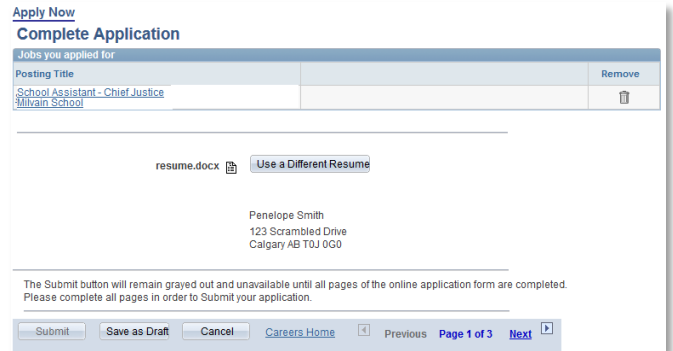 Apply Now
Complete Application
Jobs you applied for
Posting Title
Remove
School Assistant - Chief Justice
Milvain School
resume.docx
Use a Different Resume
Penelope Smith
123 Scrambled Drive
Calgary AB T0J 0G0
The Submit button will remain grayed out and unavailable until all pages of the online application form are completed.
Please complete all pages in order to Submit your application.
Submit Save as Draft Cancel Careers Home Previous Page 1 of 3 Next